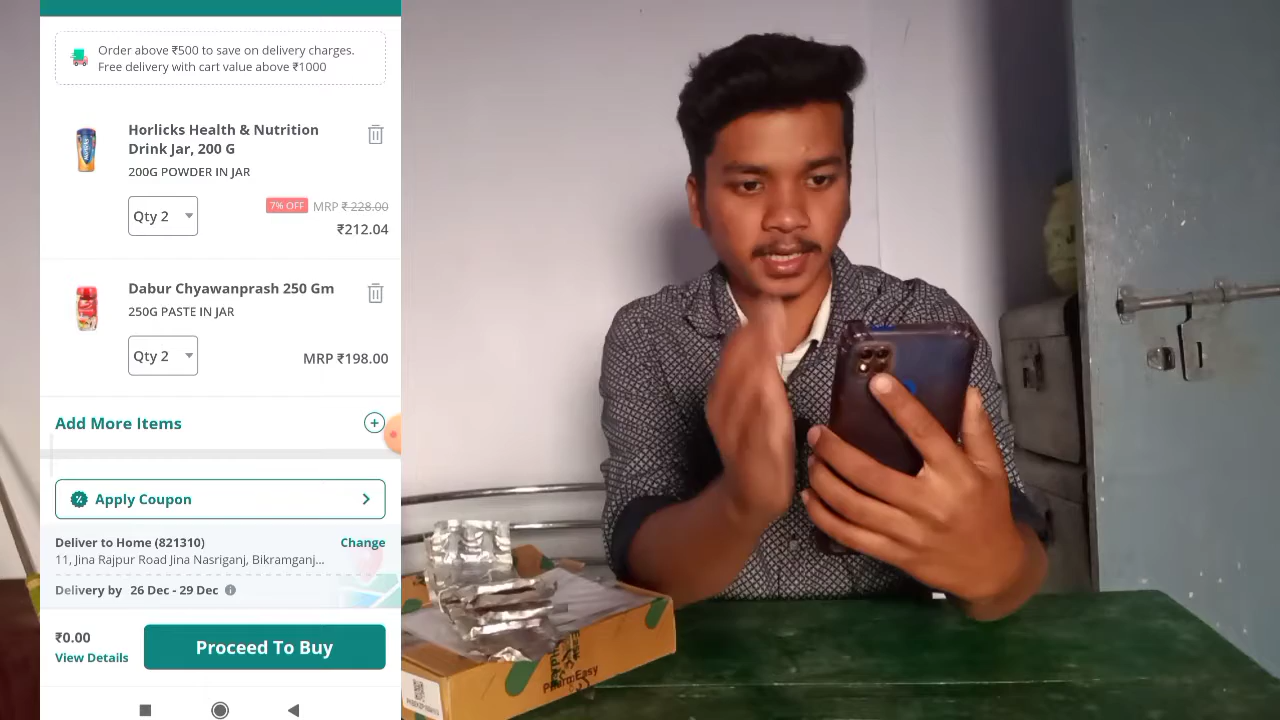 Order above ₹500 to save on delivery charges.
Free delivery with cart value above ₹1000
Horlicks Health & Nutrition
Drink Jar, 200 G
200G POWDER IN JAR
Qty 2
7% OFF MRP ₹ 228.00
₹212.04
Dabur Chyawanprash 250 Gm
250G PASTE IN JAR
Qty 2
MRP ₹198.00
Add More Items
Apply Coupon
Deliver to Home (821310)
Change
11, Jina Rajpur Road Jina Nasriganj, Bikramganj...
Delivery by 26 Dec - 29 Dec
₹0.00
View Details
Proceed To Buy
PharmEasy